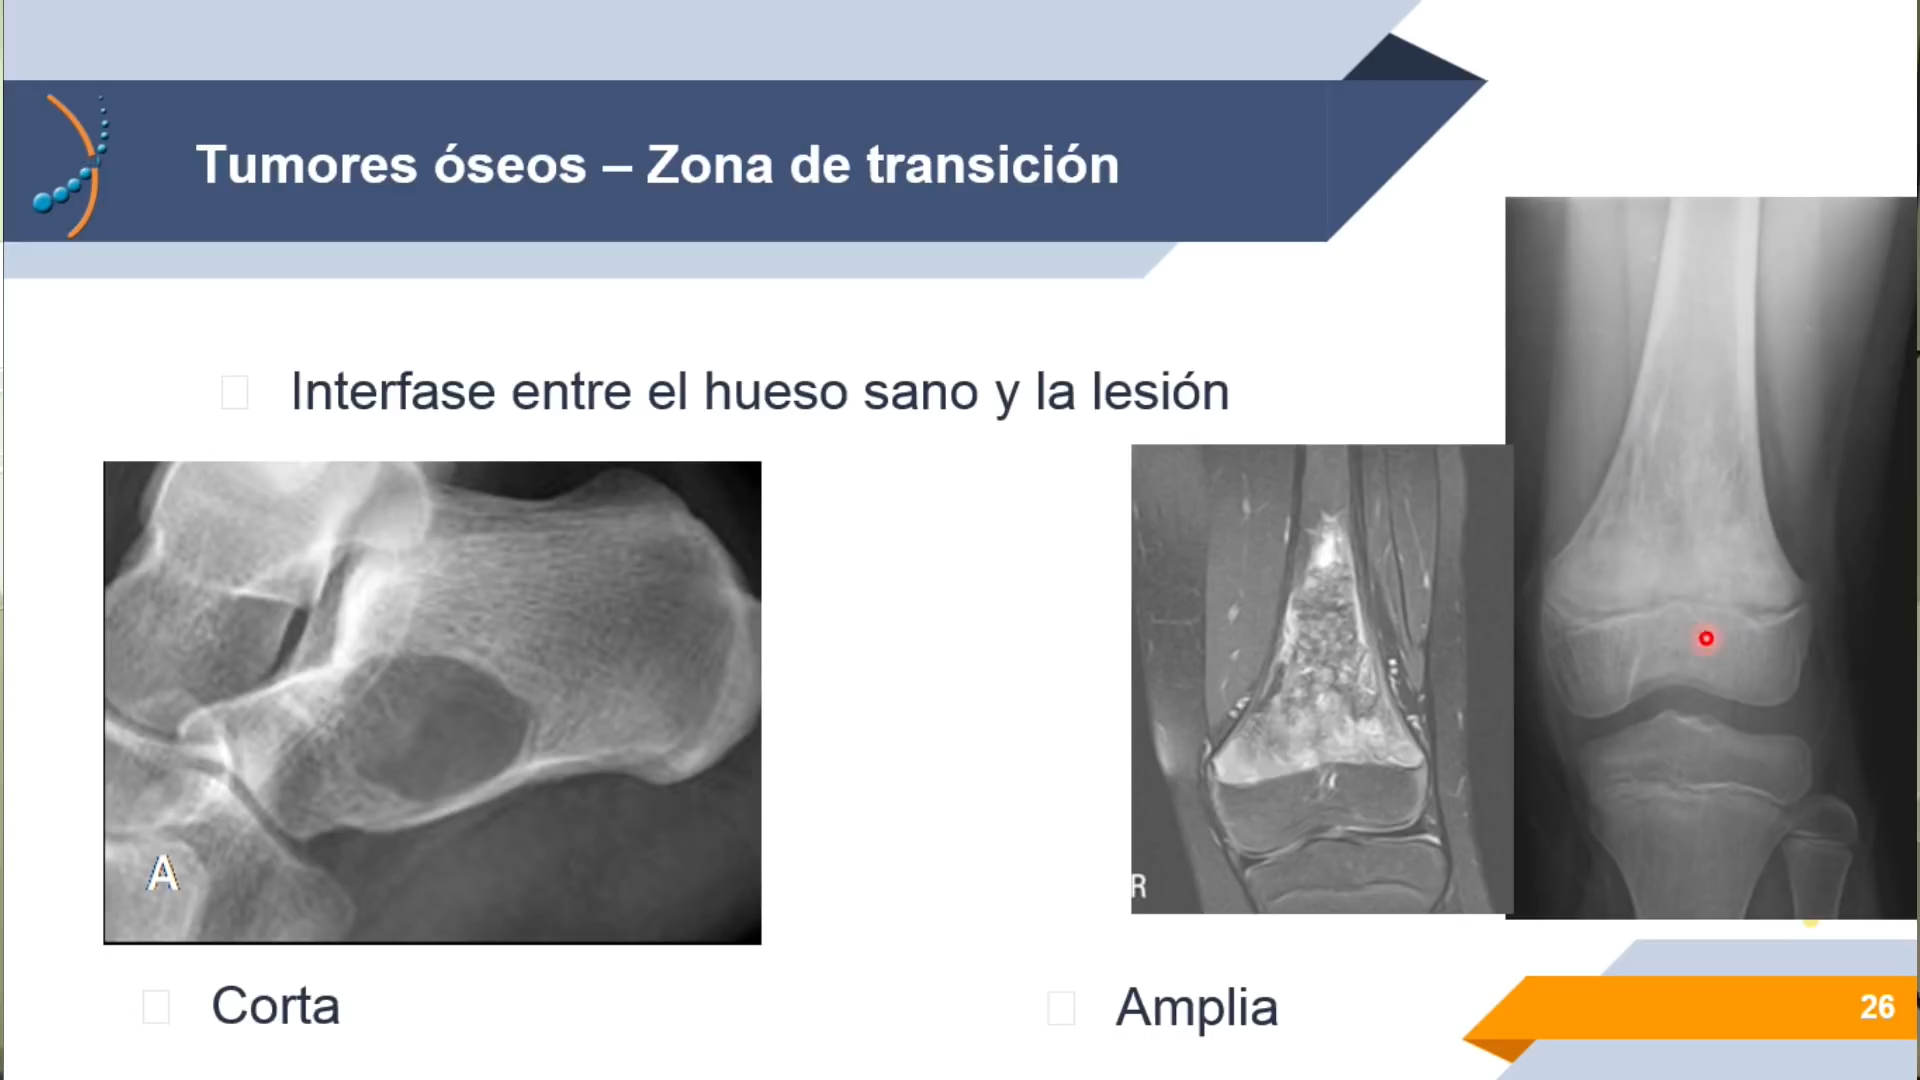 Tumores óseos – Zona de transición
Interfase entre el hueso sano y la lesión
A
R
Corta
Amplia
26